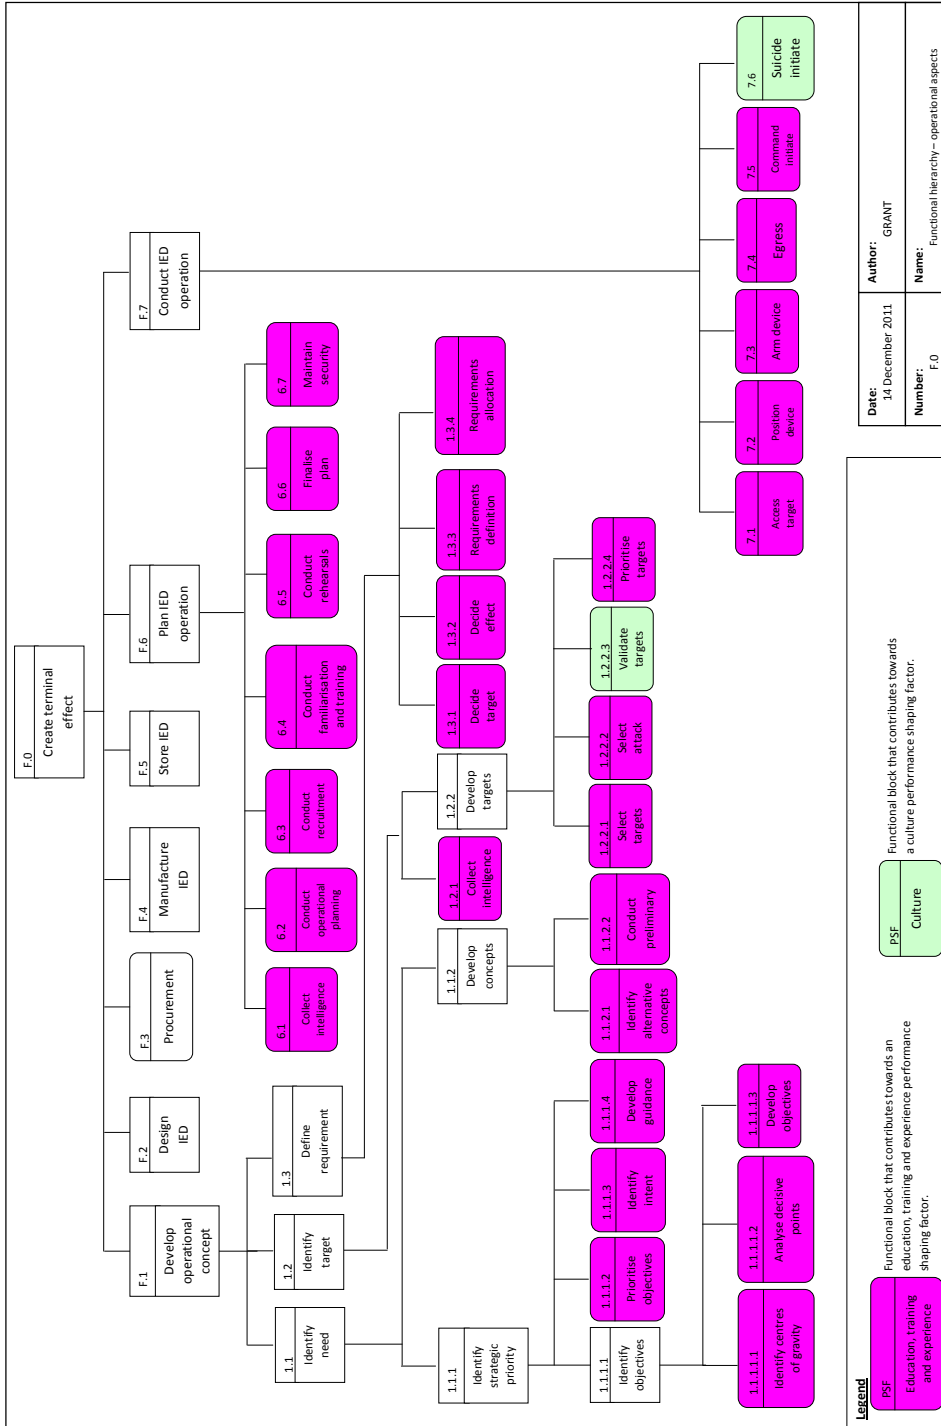 F.0
Create terminal
effect
F.1
Develop
operational
concept
F.2
Design
IED
F.3
Procurement
F.4
Manufacture
IED
F.5
Store IED
F.6
Plan IED
operation
F.7
Conduct IED
operation
1.1
Identify
need
1.2
Identify
target
1.3
Define
requirement
6.1
Collect
intelligence
6.2
Conduct
operational
planning
6.3
Conduct
recruitment
6.4
Conduct
familiarisation
and training
6.5
Conduct
rehearsals
6.6
Finalise
plan
6.7
Maintain
security
1.1.1
Identify
strategic
priority
1.1.2
Develop
concepts
1.2.1
Collect
intelligence
1.2.2
Develop
targets
1.3.1
Decide
target
1.3.2
Decide
effect
1.3.3
Requirements
definition
1.3.4
Requirements
allocation
1.1.1.1
Identify
objectives
1.1.1.2
Prioritise
objectives
1.1.1.3
Identify
intent
1.1.1.4
Develop
guidance
1.1.2.1
Identify
alternative
concepts
1.1.2.2
Conduct
preliminary
1.2.2.1
Select
targets
1.2.2.2
Select
attack
1.2.2.3
Validate
targets
1.2.2.4
Prioritise
targets
1.1.1.1.1
Identify centres
of gravity
1.1.1.1.2
Analyse decisive
points
1.1.1.1.3
Develop
objectives
7.1
Access
target
7.2
Position
device
7.3
Arm device
7.4
Egress
7.5
Command
initiate
7.6
Suicide
initiate
Legend
PSF
Education, training
and experience
Functional block that contributes towards an
education, training and experience performance
shaping factor.
PSF
Culture
Functional block that contributes towards
a culture performance shaping factor.
Date:
14 December 2011
Author:
GRANT
Number:
F.0
Name:
Functional hierarchy – operational aspects